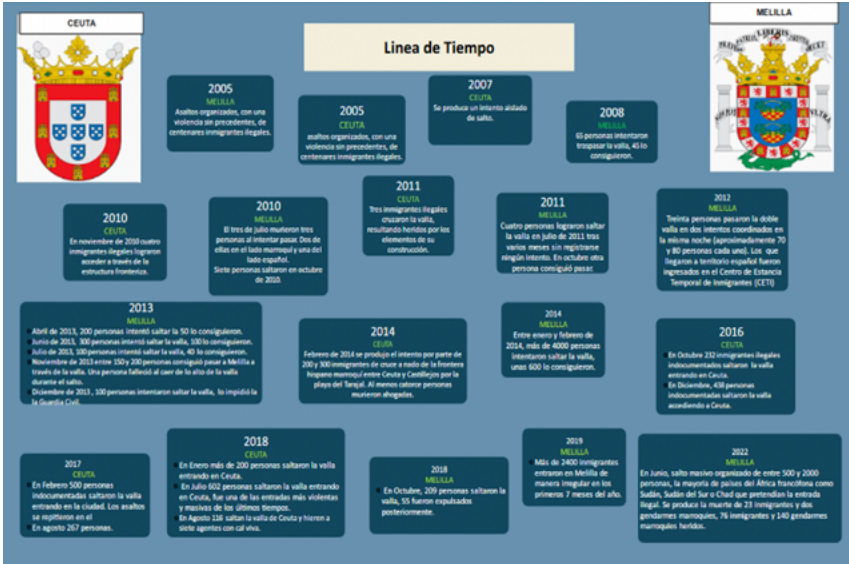 CEUTA
MELILLA
Linea de Tiempo
2005
MELILLA
Asaltos organizados, con una
violencia sin precedentes, de
centenares inmigrantes ilegales.
2005
CEUTA
asaltos organizados, con una
violencia sin precedentes, de
centenares inmigrantes ilegales.
2007
CEUTA
Se produce un intento aislado
de salto.
2008
MELILLA
65 personas intentaron
traspasar la valla, 45 lo
consiguieron.
2010
CEUTA
En noviembre de 2010 cuatro
inmigrantes ilegales lograron
acceder a través de la
estructura fronteriza.
2010
MELILLA
El tres de julio murieron tres
personas al intentar pasar. Dos de
ellas en el lado marroquí y una del
lado español.
Siete personas saltaron en octubre
de 2010.
2011
CEUTA
Tres inmigrantes ilegales
cruzaron la valla,
resultando heridos por los
elementos de su
construcción.
2011
MELILLA
Cuatro personas lograron saltar
la valla en julio de 2011 tras
varios meses sin registrarse
ningún intento. En octubre otra
persona consiguió pasar.
2012
MELILLA
Treinta personas pasaron la doble
valla en dos intentos coordinados en
la misma noche (aproximadamente 70
y 80 personas cada uno). Los que
llegaron a territorio español fueron
ingresados en el Centro de Estancia
Temporal de Inmigrantes (CETI)
2013
MELILLA
Abril de 2013, 200 personas intentó saltar la 50 lo consiguieron.
Junio de 2013, 300 personas intentó saltar la valla, 100 lo consiguieron.
Julio de 2013, 100 personas intentó saltar la valla, 40 lo consiguieron.
Noviembre de 2013 entre 150 y 200 personas consiguió pasar a Melilla a
través de la valla. Una persona falleció al caer de lo alto de la valla
durante el salto.
Diciembre de 2013, 100 personas intentaron saltar la valla, lo impidió la
la Guardia Civil.
2014
CEUTA
Febrero de 2014 se produjo el intento por parte de
200 y 300 inmigrantes de cruce a nado de la frontera
hispano marroquí entre Ceuta y Castillejos por la
playa del Tarajal. Al menos catorce personas
murieron ahogados.
2014
MELILLA
Entre enero y febrero de
2014, más de 4000 personas
intentaron saltar la valla,
unas 600 lo consiguieron.
2016
CEUTA
En Octubre 232 inmigrantes ilegales
indocumentados saltaron la valla
entrando en Ceuta.
En Diciembre, 438 personas
indocumentadas saltaron la valla
accediendo a Ceuta.
2017
CEUTA
En Febrero 500 personas
indocumentadas saltaron la valla
entrando en la ciudad. Los asaltos
se repitieron en el
En agosto 267 personas.
2018
CEUTA
En Enero más de 200 personas saltaron la valla
entrando en Ceuta.
En Julio 602 personas saltaron la valla entrando
en Ceuta, fue una de las entradas más violentas
y masivas de los últimos tiempos.
En Agosto 116 saltan la valla de Ceuta y hieren a
siete agentes con cal viva.
2018
MELILLA
En Octubre, 209 personas saltaron la
valla, 55 fueron expulsados
posteriormente.
2019
MELILLA
Más de 2400 inmigrantes
entraron en Melilla de
manera irregular en los
primeros 7 meses del año.
2022
MELILLA
En Junio, salto masivo organizado de entre 500 y 2000
personas, la mayoría de países del África francófona como
Sudán, Sudán del Sur o Chad que pretendían la entrada
ilegal. Se produce la muerte de 23 inmigrantes y dos
gendarmes marroquíes, 76 inmigrantes y 140 gendarmes
marroquíes heridos.